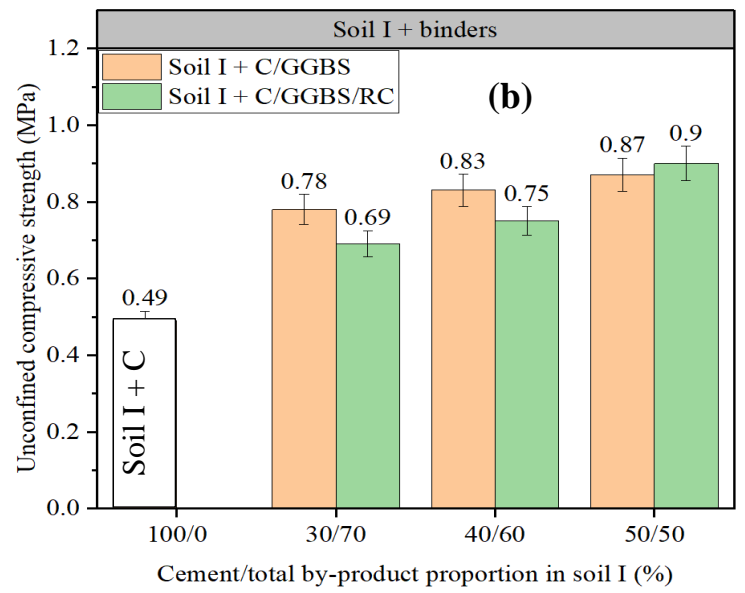 Soil I + binders
Soil I + C/GGBS
Soil I + C/GGBS/RC
(b)
Unconfined compressive strength (MPa)
1.2
1.0
0.8
0.6
0.4
0.2
0.0
0.49
0.78
0.69
0.83
0.75
0.87
0.9
Soil I + C
100/0
30/70
40/60
50/50
Cement/total by-product proportion in soil I (%)